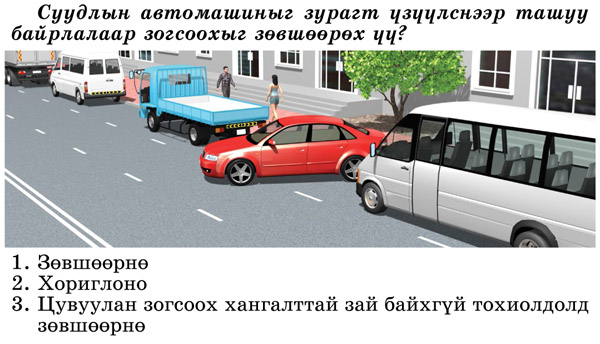 Суудлын автомашиныг зурагт үзүүлснээр ташуу
байрлалаар зогсоохыг зөвшөөрөх үү?
1. Зөвшөөрнө
2. Хориглоно
3. Цувуулан зогсоох хангалттай зай байхгүй тохиолдолд
зөвшөөрнө